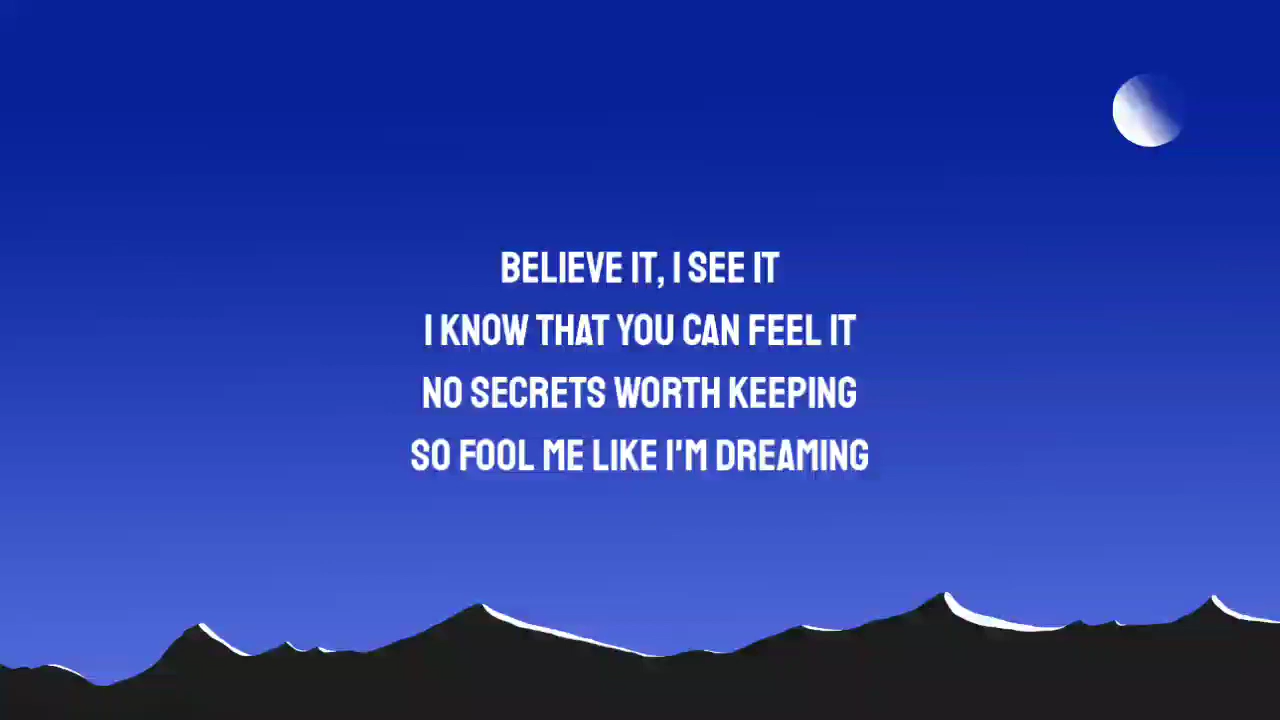 BELIEVE IT, I SEE IT
I KNOW THAT YOU CAN FEEL IT
NO SECRETS WORTH KEEPING
SO FOOL ME LIKE I'M DREAMING